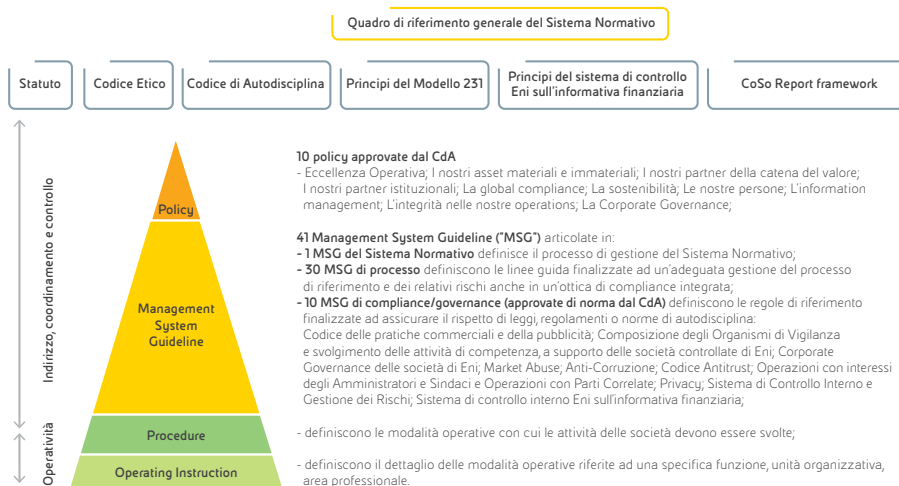 Quadro di riferimento generale del Sistema Normativo
Statuto
Codice Etico
Codice di Autodisciplina
Principi del Modello 231
Principi del sistema di controllo
Eni sull'informativa finanziaria
CoSo Report framework
Indirizzo, coordinamento e controllo
Operatività
Policy
Management
System
Guideline
Procedure
Operating Instruction
10 policy approvate dal CdA
- Eccellenza Operativa; I nostri asset materiali e immateriali; I nostri partner della catena del valore;
I nostri partner istituzionali; La global compliance; La sostenibilità; Le nostre persone; L'information
management; L'integrità nelle nostre operations; La Corporate Governance;
41 Management System Guideline ("MSG") articolate in:
- 1 MSG del Sistema Normativo definisce il processo di gestione del Sistema Normativo;
- 30 MSG di processo definiscono le linee guida finalizzate ad un'adeguata gestione del processo
di riferimento e dei relativi rischi anche in un'ottica di compliance integrata;
- 10 MSG di compliance/governance (approvate di norma dal CdA) definiscono le regole di riferimento
finalizzate ad assicurare il rispetto di leggi, regolamenti o norme di autodisciplina:
Codice delle pratiche commerciali e della pubblicità; Composizione degli Organismi di Vigilanza
e svolgimento delle attività di competenza, a supporto delle società controllate di Eni; Corporate
Governance delle società di Eni; Market Abuse; Anti-Corruzione; Codice Antitrust; Operazioni con interessi
degli Amministratori e Sindaci e Operazioni con Parti Correlate; Privacy; Sistema di Controllo Interno e
Gestione dei Rischi; Sistema di controllo interno Eni sull'informativa finanziaria;
- definiscono le modalità operative con cui le attività delle società devono essere svolte;
- definiscono il dettaglio delle modalità operative riferite ad una specifica funzione, unità organizzativa,
area professionale.